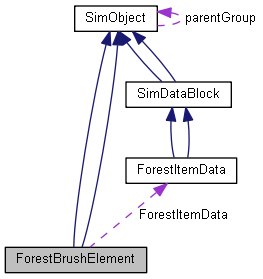 SimObject
parentGroup
SimDataBlock
ForestItemData
ForestItemData
ForestBrushElement